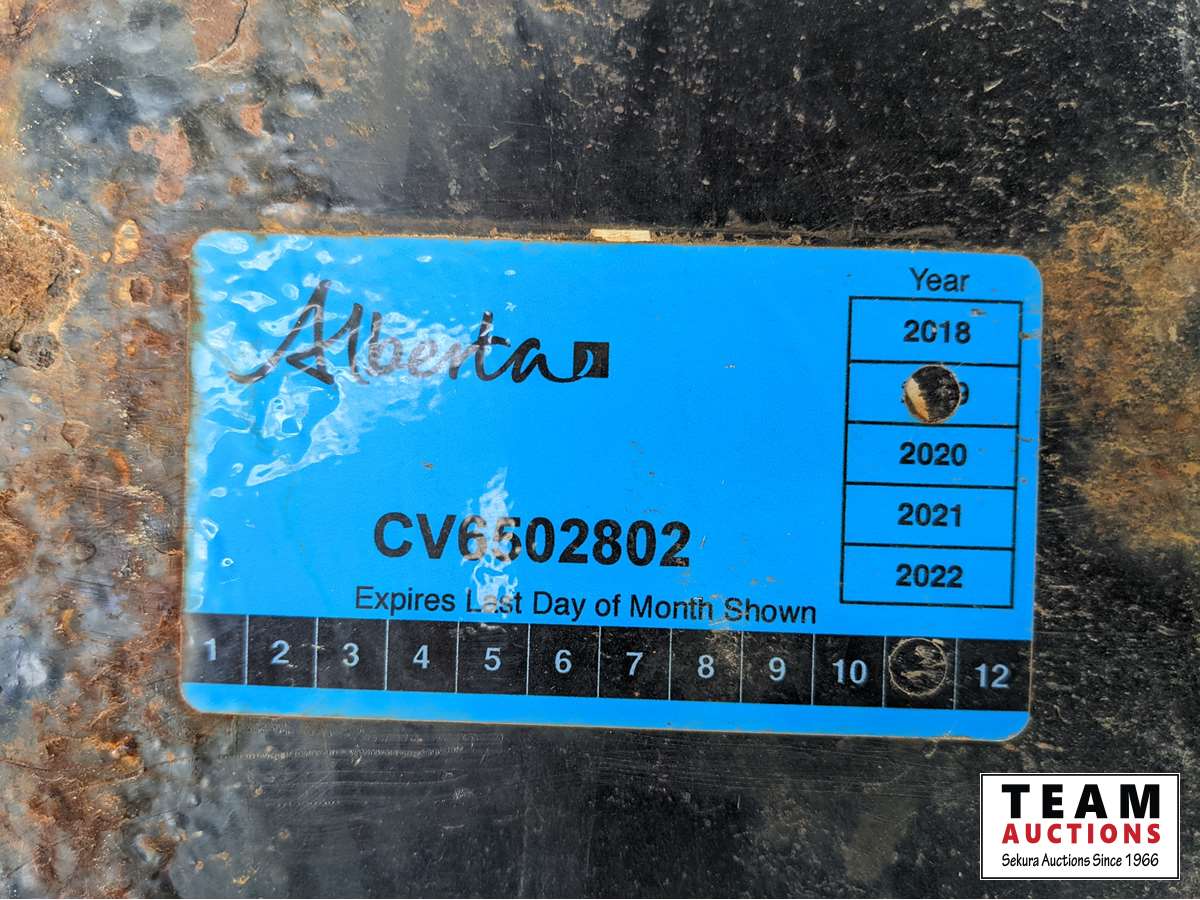 Alberta
Year
2018
9
2020
2021
2022
CV6502802
Expires Last Day of Month Shown
1 2 3 4 5 6 7 8 9 10 12
TEAM
AUCTIONS
Sekura Auctions Since 1966